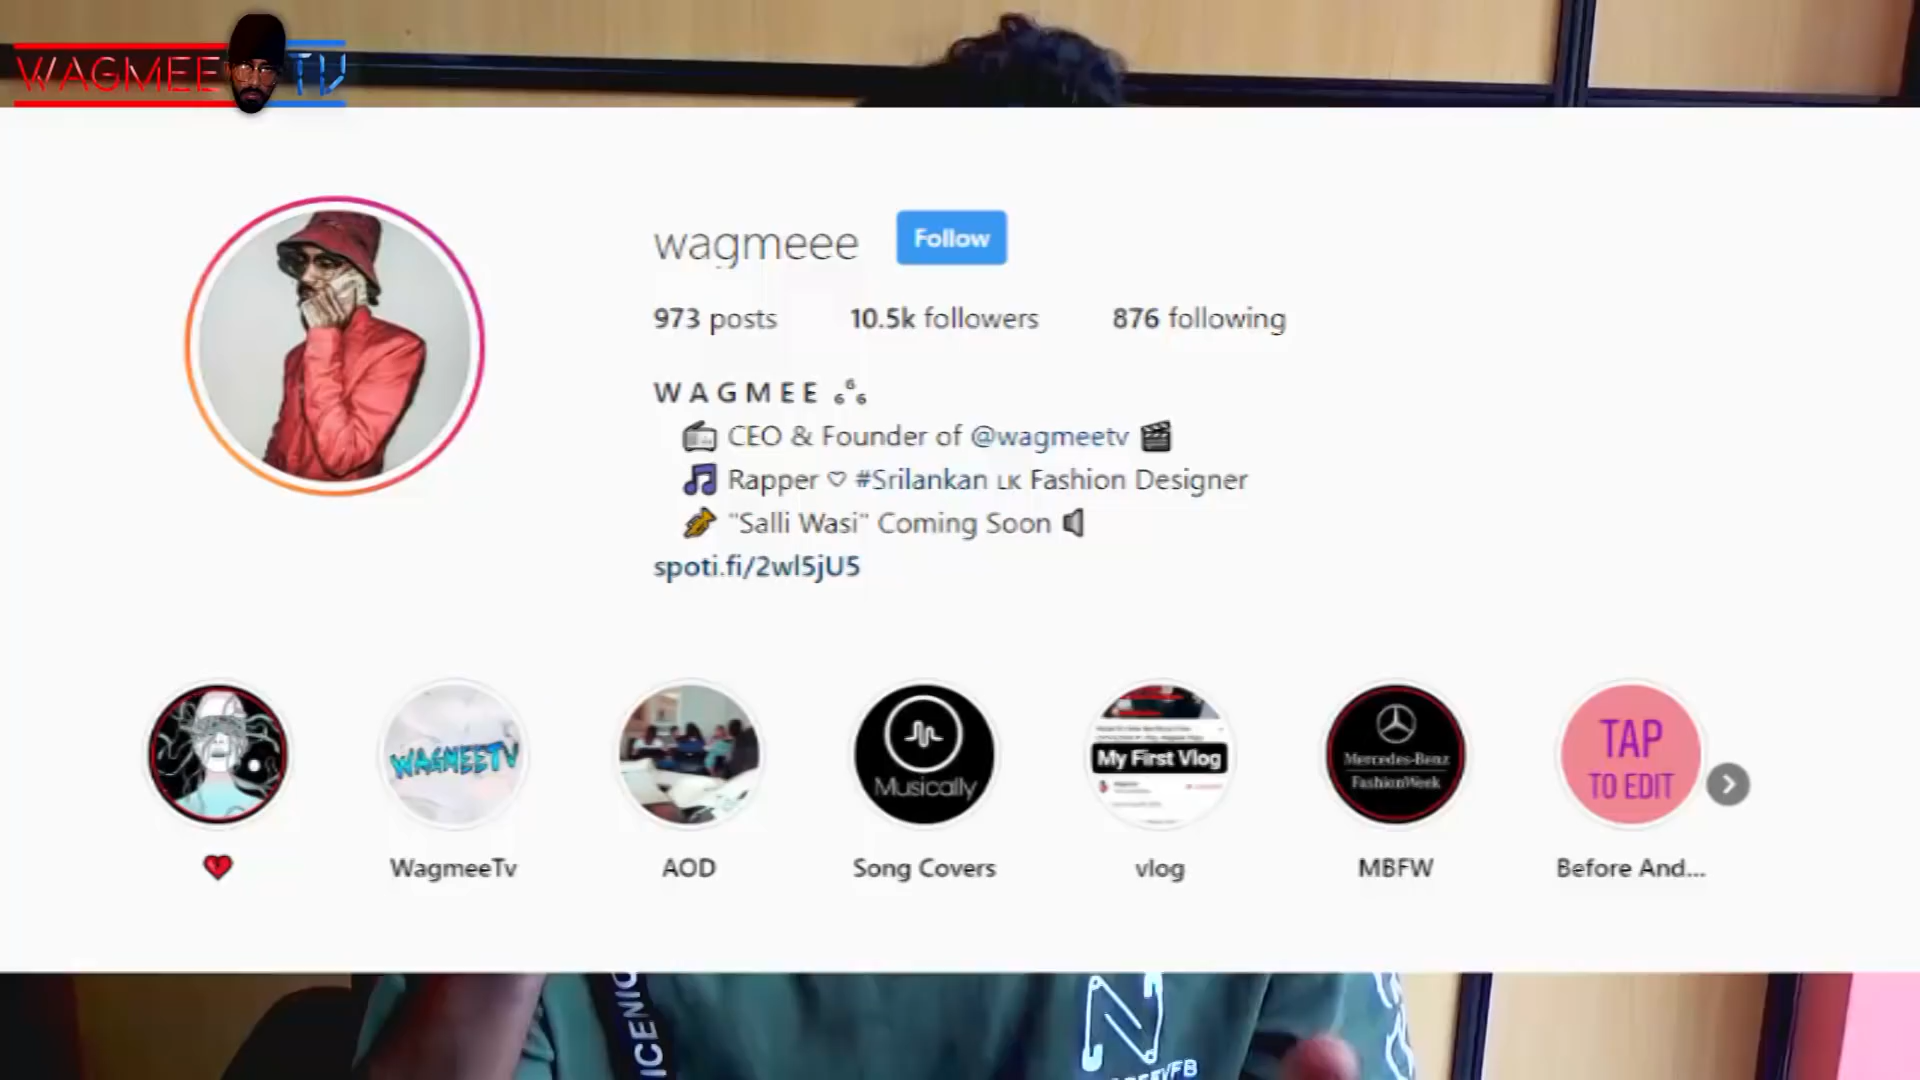 WAGMEE TV
wagmeee Follow
973 posts 10.5k followers 876 following
W A G M E E ₆⁶₆
📻 CEO & Founder of @wagmeetv 🎬
🎵 Rapper ♡ #Srilankan LK Fashion Designer
🎺 "Salli Wasi" Coming Soon 🔈
spoti.fi/2wl5jU5
WAGMEETV
Musically
My First Vlog
Mercedes-Benz
FashionWeek
TAP
TO EDIT
WagmeeTv AOD Song Covers vlog MBFW Before And...